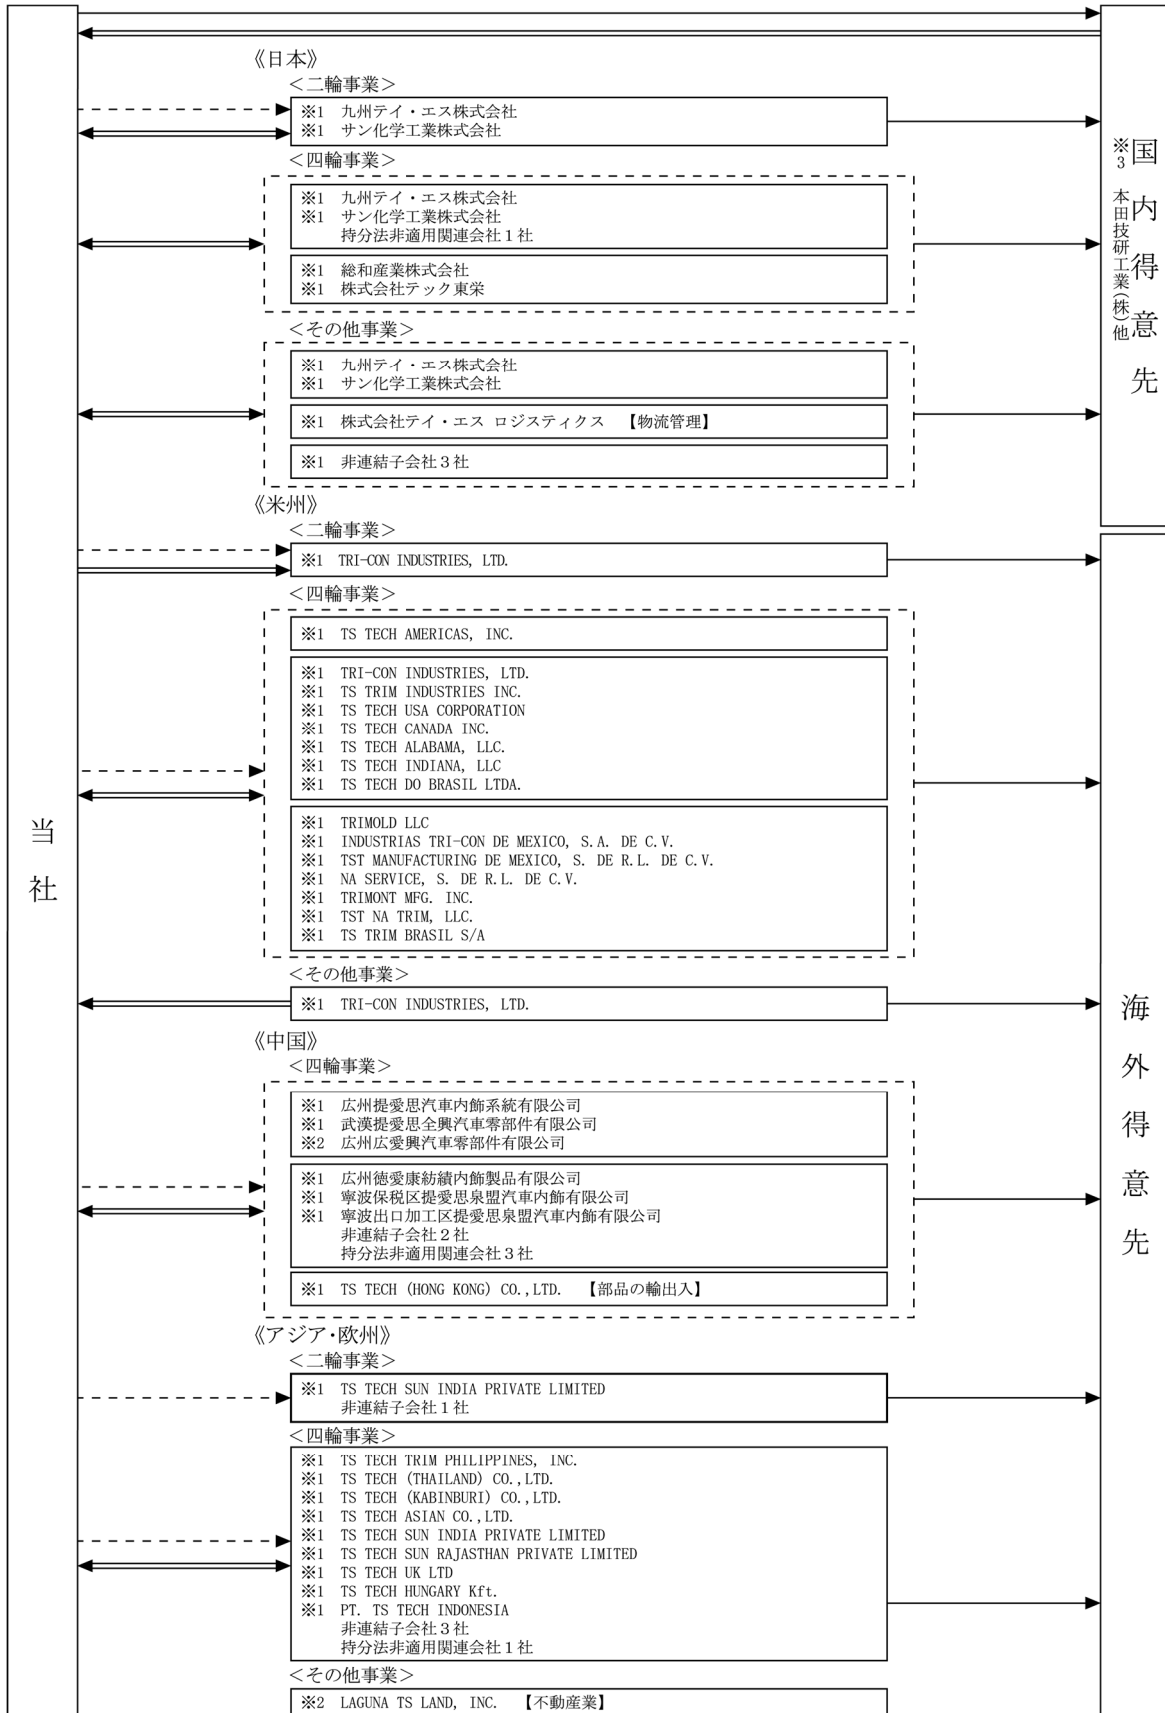 当社
《日本》
＜二輪事業＞
※1 九州テイ・エス株式会社
※1 サン化学工業株式会社
＜四輪事業＞
※1 九州テイ・エス株式会社
※1 サン化学工業株式会社
持分法非適用関連会社１社
※1 総和産業株式会社
※1 株式会社テック東栄
＜その他事業＞
※1 九州テイ・エス株式会社
※1 サン化学工業株式会社
※1 株式会社テイ・エス ロジスティクス 【物流管理】
※1 非連結子会社３社
国内得意先
※3 本田技研工業(株)他
《米州》
＜二輪事業＞
※1 TRI-CON INDUSTRIES, LTD.
＜四輪事業＞
※1 TS TECH AMERICAS, INC.
※1 TRI-CON INDUSTRIES, LTD.
※1 TS TRIM INDUSTRIES INC.
※1 TS TECH USA CORPORATION
※1 TS TECH CANADA INC.
※1 TS TECH ALABAMA, LLC.
※1 TS TECH INDIANA, LLC
※1 TS TECH DO BRASIL LTDA.
※1 TRIMOLD LLC
※1 INDUSTRIAS TRI-CON DE MEXICO, S.A. DE C.V.
※1 TST MANUFACTURING DE MEXICO, S. DE R.L. DE C.V.
※1 NA SERVICE, S. DE R.L. DE C.V.
※1 TRIMONT MFG. INC.
※1 TST NA TRIM, LLC.
※1 TS TRIM BRASIL S/A
＜その他事業＞
※1 TRI-CON INDUSTRIES, LTD.
《中国》
＜四輪事業＞
※1 広州提愛思汽車内飾系統有限公司
※1 武漢提愛思全興汽車零部件有限公司
※2 広州広愛興汽車零部件有限公司
※1 広州徳愛康紡績内飾製品有限公司
※1 寧波保税区提愛思泉盟汽車内飾有限公司
※1 寧波出口加工区提愛思泉盟汽車内飾有限公司
非連結子会社２社
持分法非適用関連会社３社
※1 TS TECH (HONG KONG) CO.,LTD. 【部品の輸出入】
《アジア・欧州》
＜二輪事業＞
※1 TS TECH SUN INDIA PRIVATE LIMITED
非連結子会社１社
＜四輪事業＞
※1 TS TECH TRIM PHILIPPINES, INC.
※1 TS TECH (THAILAND) CO.,LTD.
※1 TS TECH (KABINBURI) CO.,LTD.
※1 TS TECH ASIAN CO.,LTD.
※1 TS TECH SUN INDIA PRIVATE LIMITED
※1 TS TECH SUN RAJASTHAN PRIVATE LIMITED
※1 TS TECH UK LTD
※1 TS TECH HUNGARY Kft.
※1 PT. TS TECH INDONESIA
非連結子会社３社
持分法非適用関連会社１社
＜その他事業＞
※2 LAGUNA TS LAND, INC. 【不動産業】
海外得意先